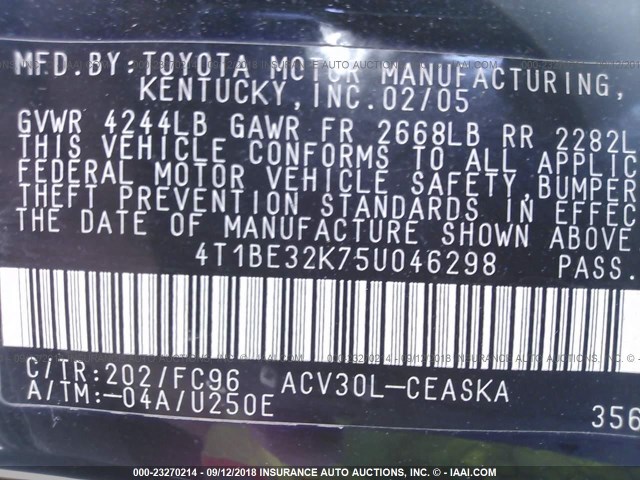 MFD.BY:TOYOTA MOTOR MANUFACTURING,
KENTUCKY,INC.02/05
GVWR 4244LB GAWR FR 2668LB RR 2282L
THIS VEHICLE CONFORMS TO ALL APPLIC
FEDERAL MOTOR VEHICLE SAFETY,BUMPER
THEFT PREVENTION STANDARDS IN EFFEC
THE DATE OF MANUFACTURE SHOWN ABOVE
4T1BE32K75U046298 PASS.
C/TR:202/FC96 ACV30L-CEASKA
A/TM:-04A/U250E
356
000-23270214 - 09/12/2018 INSURANCE AUTO AUCTIONS INC. - © IAAI.COM